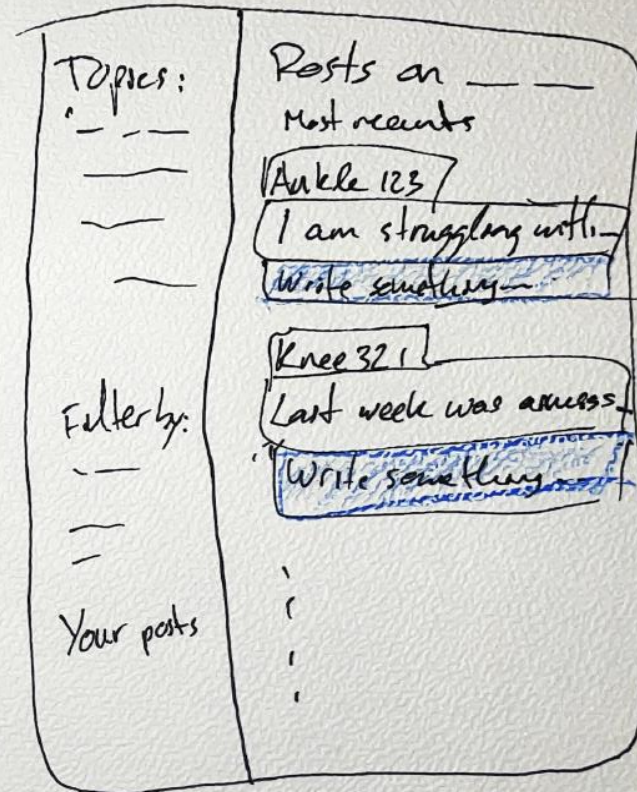 Topics:
Filter by:
Your posts
Posts on
Most recents
Ankle 123
I am struggling with
Write something
Knee 321
Last week was
Write something